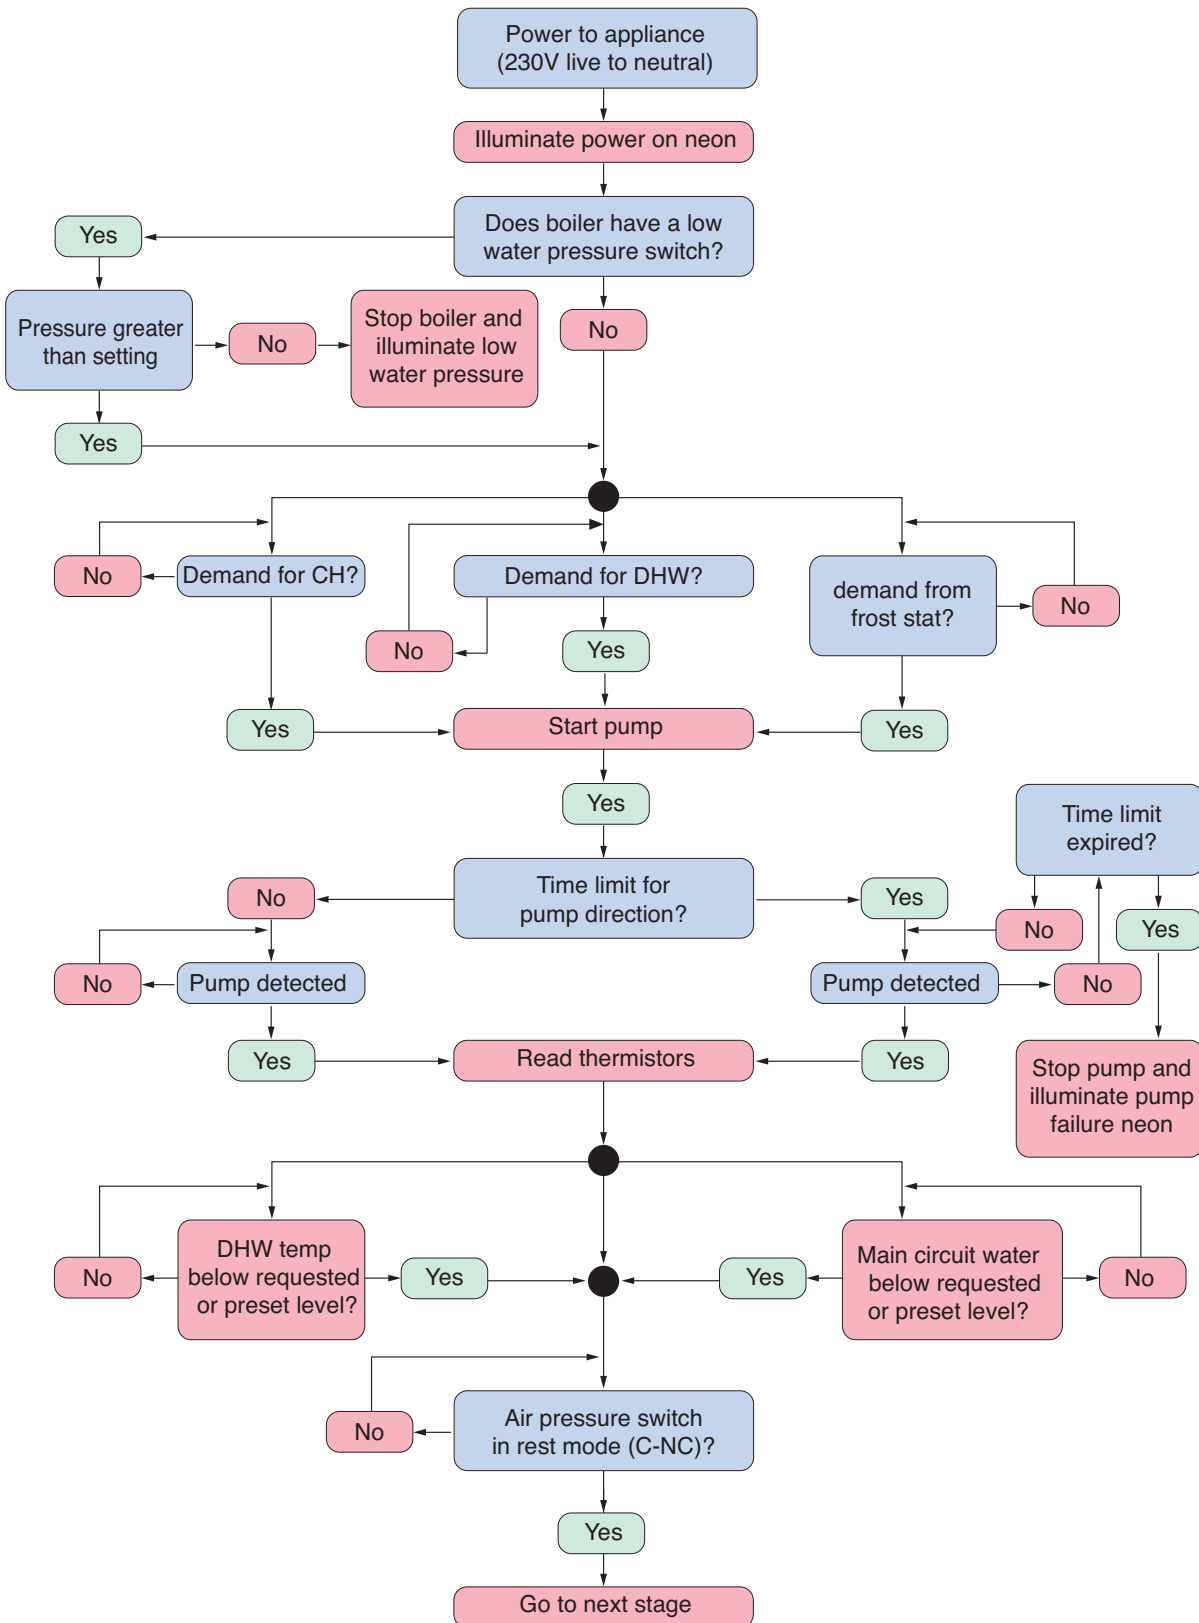 Power to appliance
(230V live to neutral)
Illuminate power on neon
Does boiler have a low
water pressure switch?
Yes
Pressure greater
than setting
No
Stop boiler and
illuminate low
water pressure
No
Yes
No
Demand for CH?
Demand for DHW?
demand from
frost stat?
No
No
Yes
Yes
Start pump
Yes
Yes
Time limit
expired?
No
Time limit for
pump direction?
Yes
No
Yes
No
Pump detected
Pump detected
No
Yes
Read thermistors
Yes
Stop pump and
illuminate pump
failure neon
No
DHW temp
below requested
or preset level?
Yes
Yes
Main circuit water
below requested
or preset level?
No
No
Air pressure switch
in rest mode (C-NC)?
Yes
Go to next stage